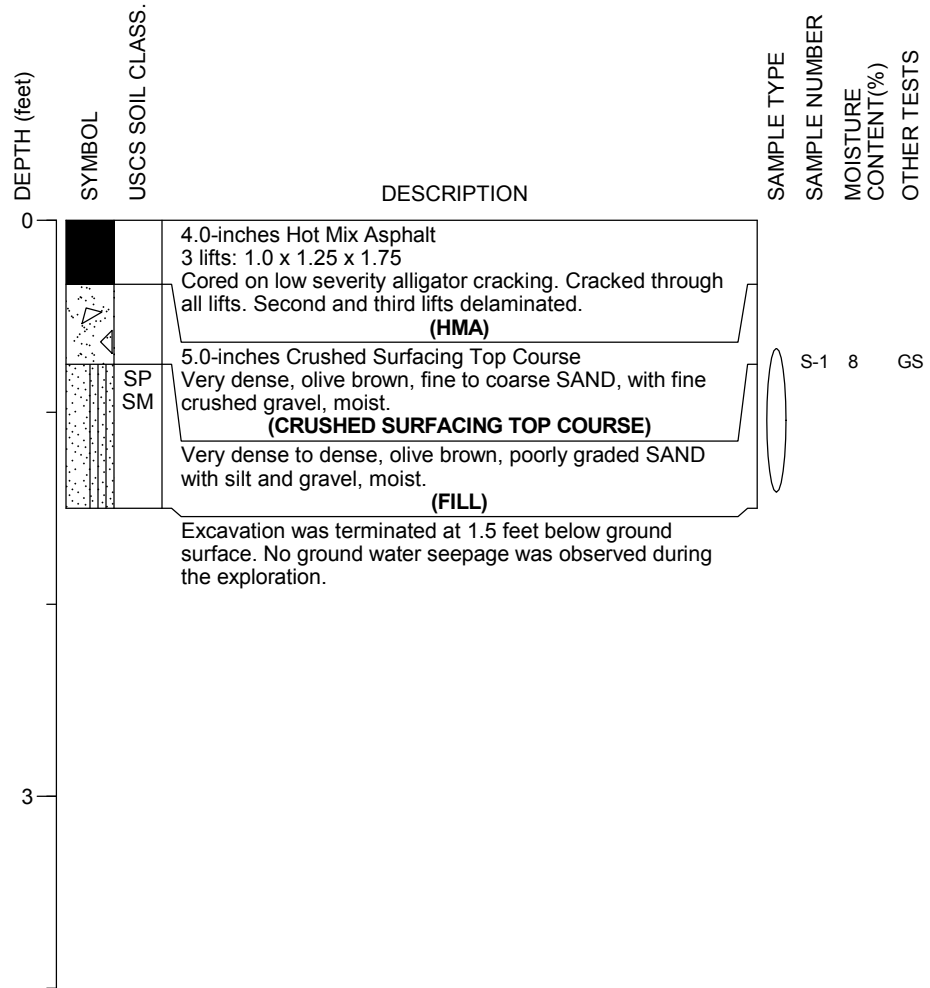 DEPTH (feet)
SYMBOL
USCS SOIL CLASS.
DESCRIPTION
SAMPLE TYPE
SAMPLE NUMBER
MOISTURE
CONTENT(%)
OTHER TESTS
0
4.0-inches Hot Mix Asphalt
3 lifts: 1.0 x 1.25 x 1.75
Cored on low severity alligator cracking. Cracked through
all lifts. Second and third lifts delaminated.
(HMA)
5.0-inches Crushed Surfacing Top Course
S-1 8 GS
SP
SM
Very dense, olive brown, fine to coarse SAND, with fine
crushed gravel, moist.
(CRUSHED SURFACING TOP COURSE)
Very dense to dense, olive brown, poorly graded SAND
with silt and gravel, moist.
(FILL)
Excavation was terminated at 1.5 feet below ground
surface. No ground water seepage was observed during
the exploration.
3